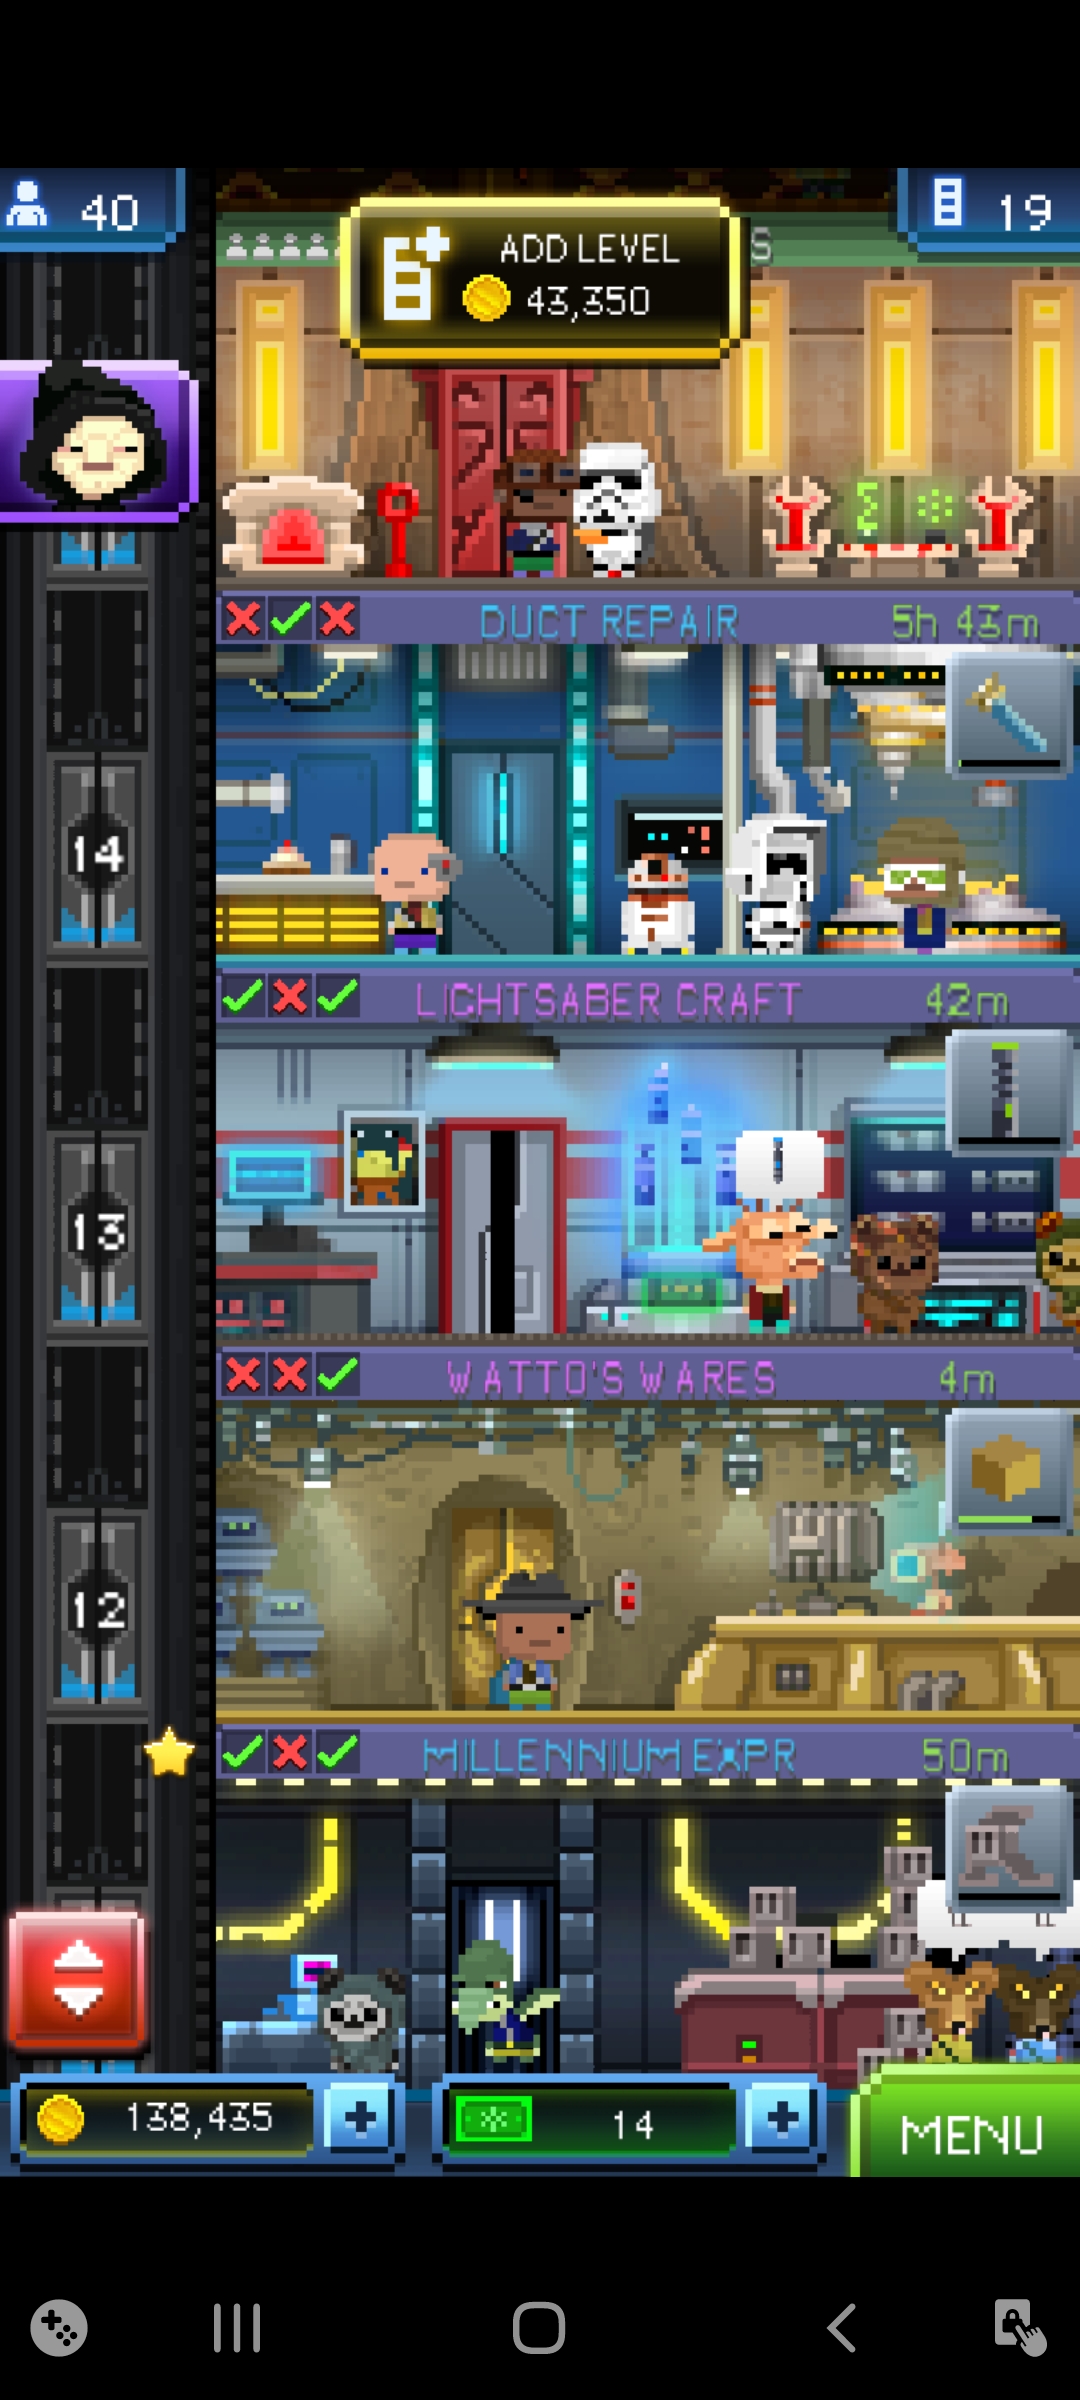 40
19
ADD LEVEL
43,350
S
DUCT REPAIR 5h 43m
14
LIGHTSABER CRAFT 42m
13
WATTO'S WARES 4m
12
MILLENNIUM EXPR 50m
138,435
14
MENU